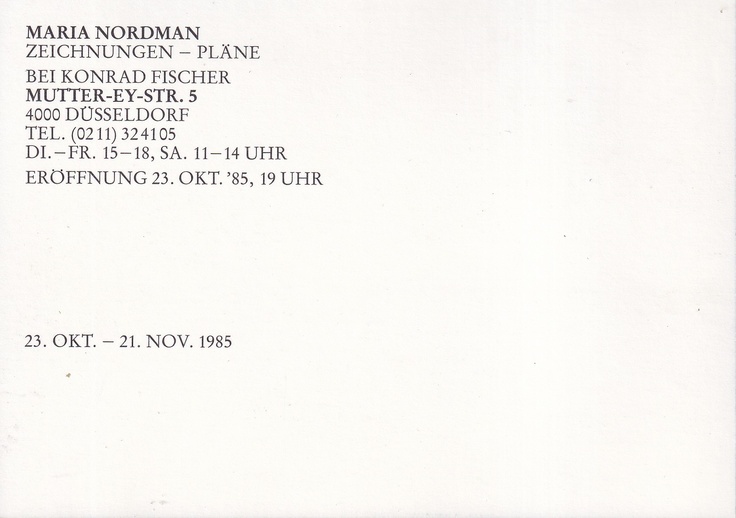 MARIA NORDMAN
ZEICHNUNGEN – PLÄNE
BEI KONRAD FISCHER
MUTTER-EY-STR. 5
4000 DÜSSELDORF
TEL. (0211) 324105
DI.–FR. 15–18, SA. 11–14 UHR
ERÖFFNUNG 23. OKT. '85, 19 UHR
23. OKT. – 21. NOV. 1985